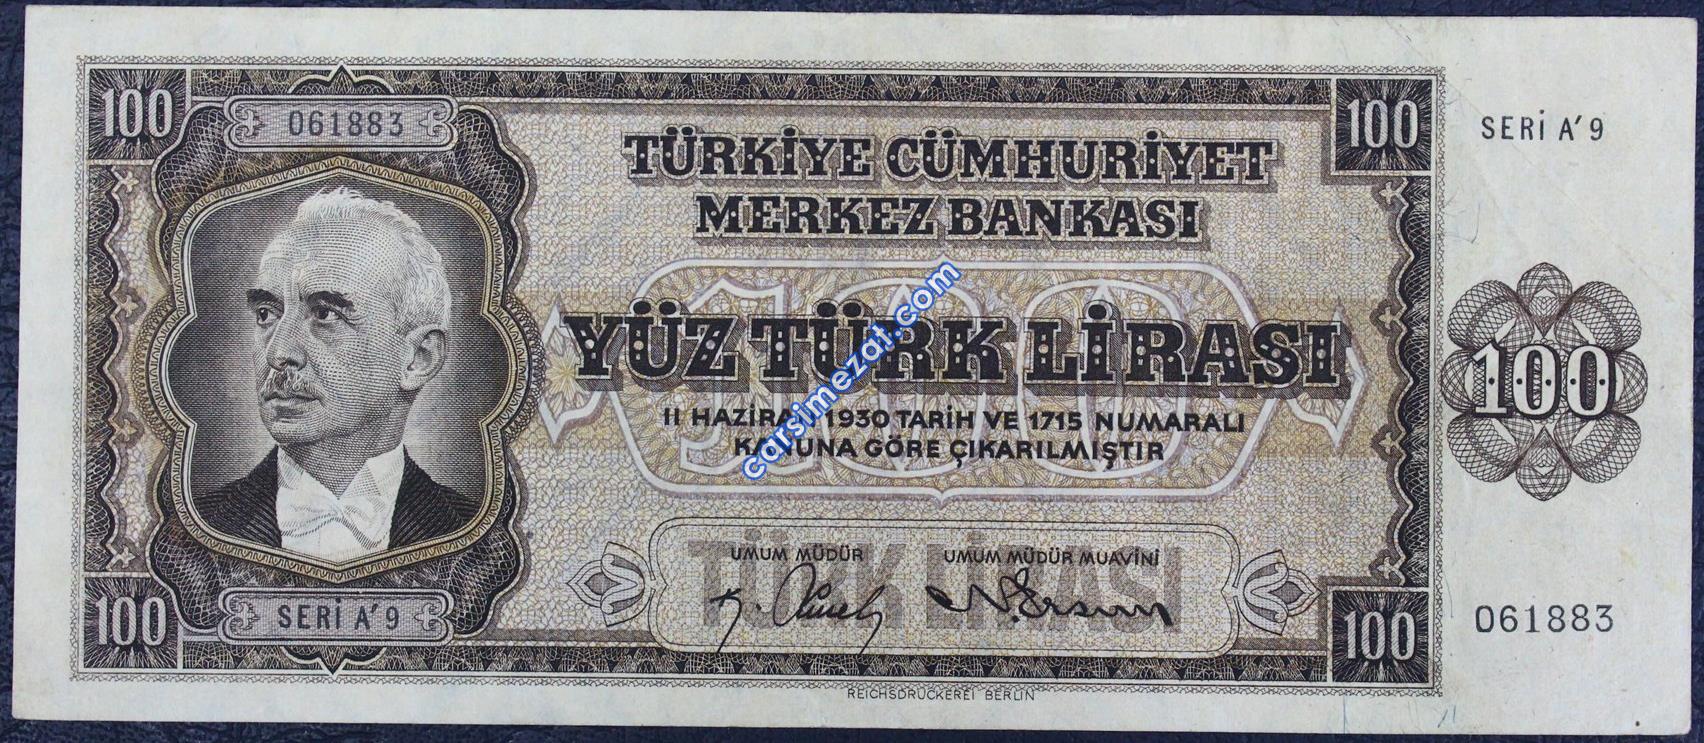 100
061883
100
SERİ A'9
TÜRKİYE CÜMHURİYET
MERKEZ BANKASI
100
YÜZ TÜRK LİRASI
100
II HAZİRAN 1930 TARİH VE 1715 NUMARALI
KANUNA GÖRE ÇIKARILMIŞTIR
carsimezat.com
TÜRK LİRASI
UMUM MÜDÜR
UMUM MÜDÜR MUAVİNİ
100
SERİ A'9
100
061883
REICHSDRUCKEREI BERLIN